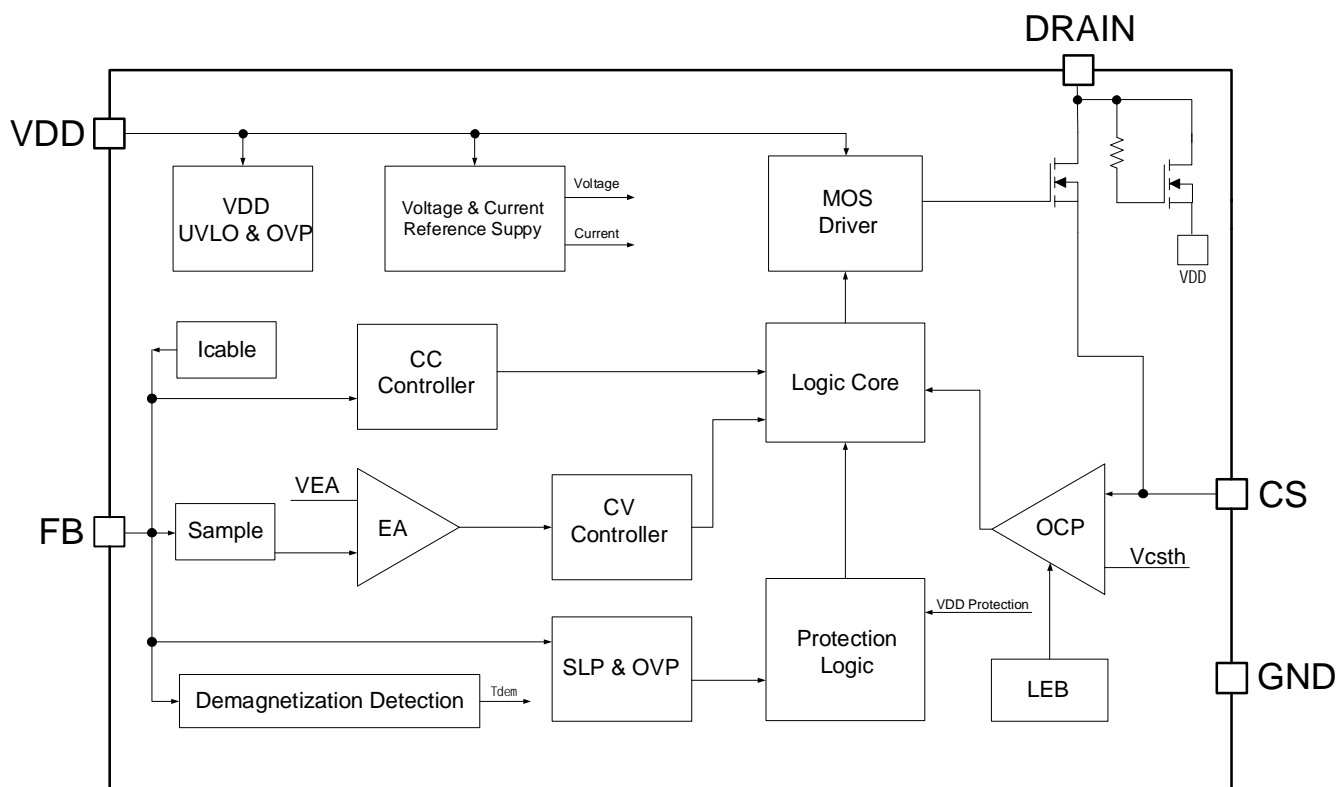 DRAIN
VDD
VDD
UVLO & OVP
Voltage & Current
Reference Suppy
Voltage
Current
MOS
Driver
VDD
Icable
CC
Controller
Logic Core
FB
Sample
VEA
EA
CV
Controller
OCP
Vcsth
CS
SLP & OVP
Protection
Logic
VDD Protection
LEB
GND
Demagnetization Detection
Tdem